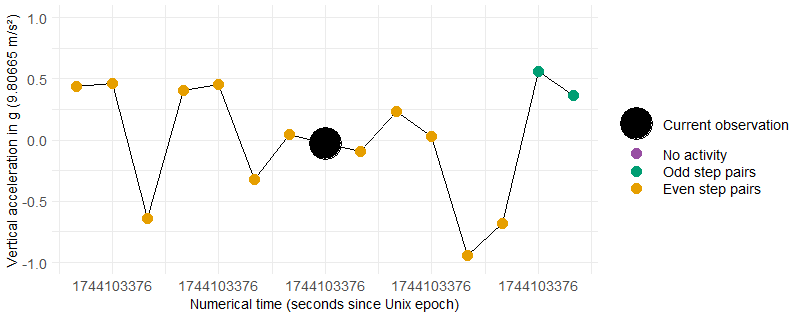 Vertical acceleration in g (9.80665 m/s²)
1.0
0.5
0.0
-0.5
-1.0
1744103376 1744103376 1744103376 1744103376 1744103376
Numerical time (seconds since Unix epoch)
Current observation
No activity
Odd step pairs
Even step pairs